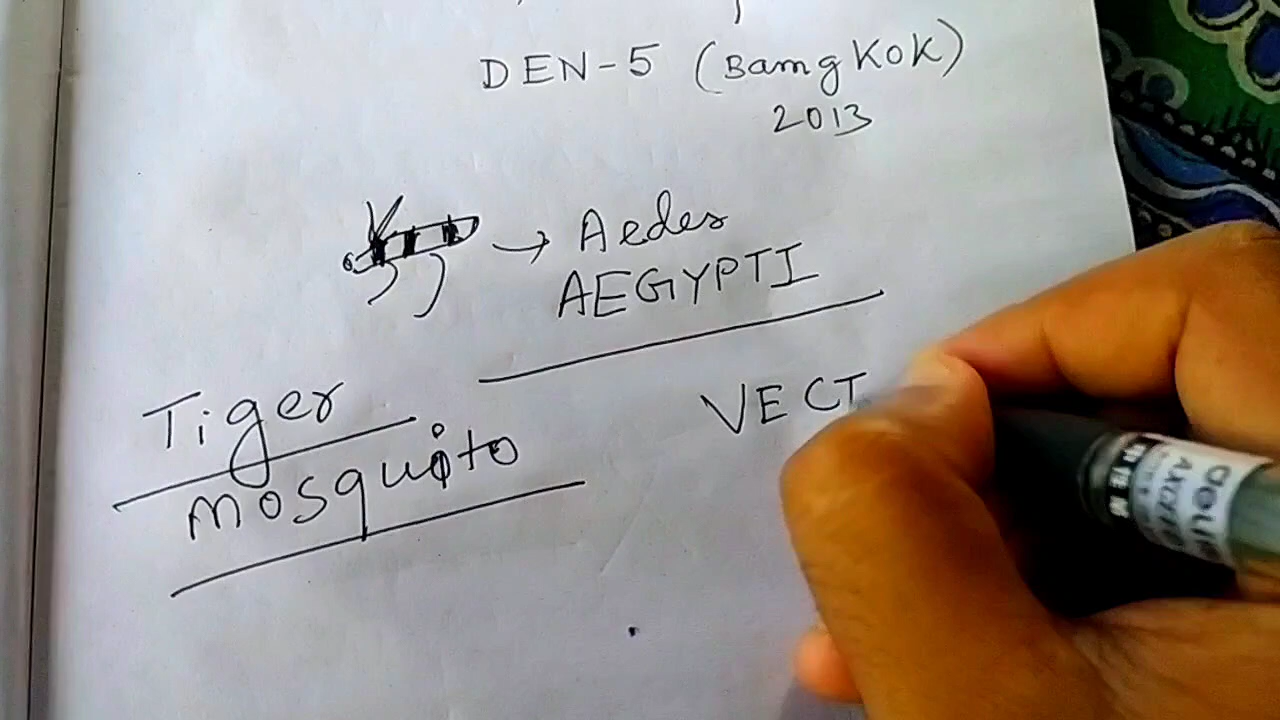 DEN-5 (BamgKoK)
2013
→ Aedes
AEGYPTI
Tiger
mosquito
VECT